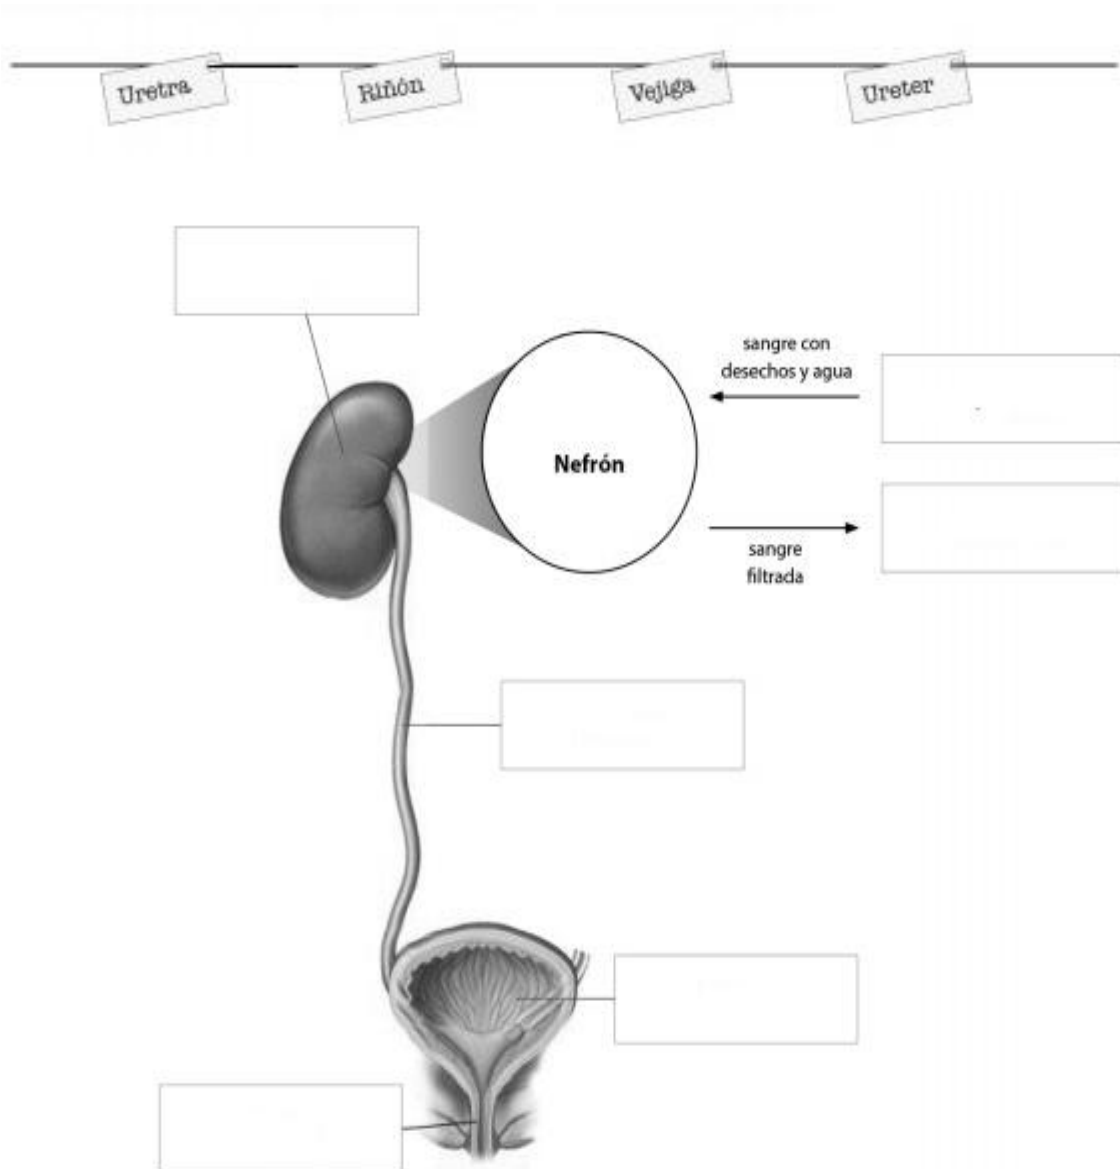 Uretra
Riñón
Vejiga
Ureter
sangre con
desechos y agua
Nefrón
sangre
filtrada